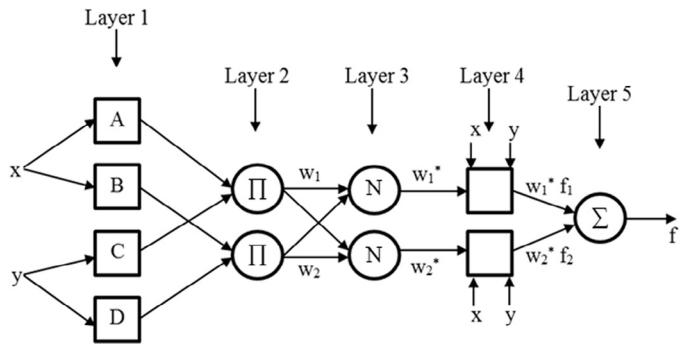 Layer 1
Layer 2
Layer 3
Layer 4
Layer 5
x
y
A
B
C
D
∏
∏
w₁
w₂
N
N
w₁*
w₂*
x y
x y
w₁* f₁
w₂* f₂
∑
f